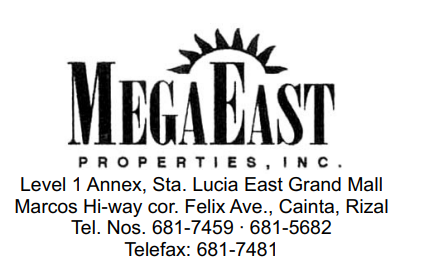 MEGAEAST
PROPERTIES, INC.
Level 1 Annex, Sta. Lucia East Grand Mall
Marcos Hi-way cor. Felix Ave., Cainta, Rizal
Tel. Nos. 681-7459 · 681-5682
Telefax: 681-7481